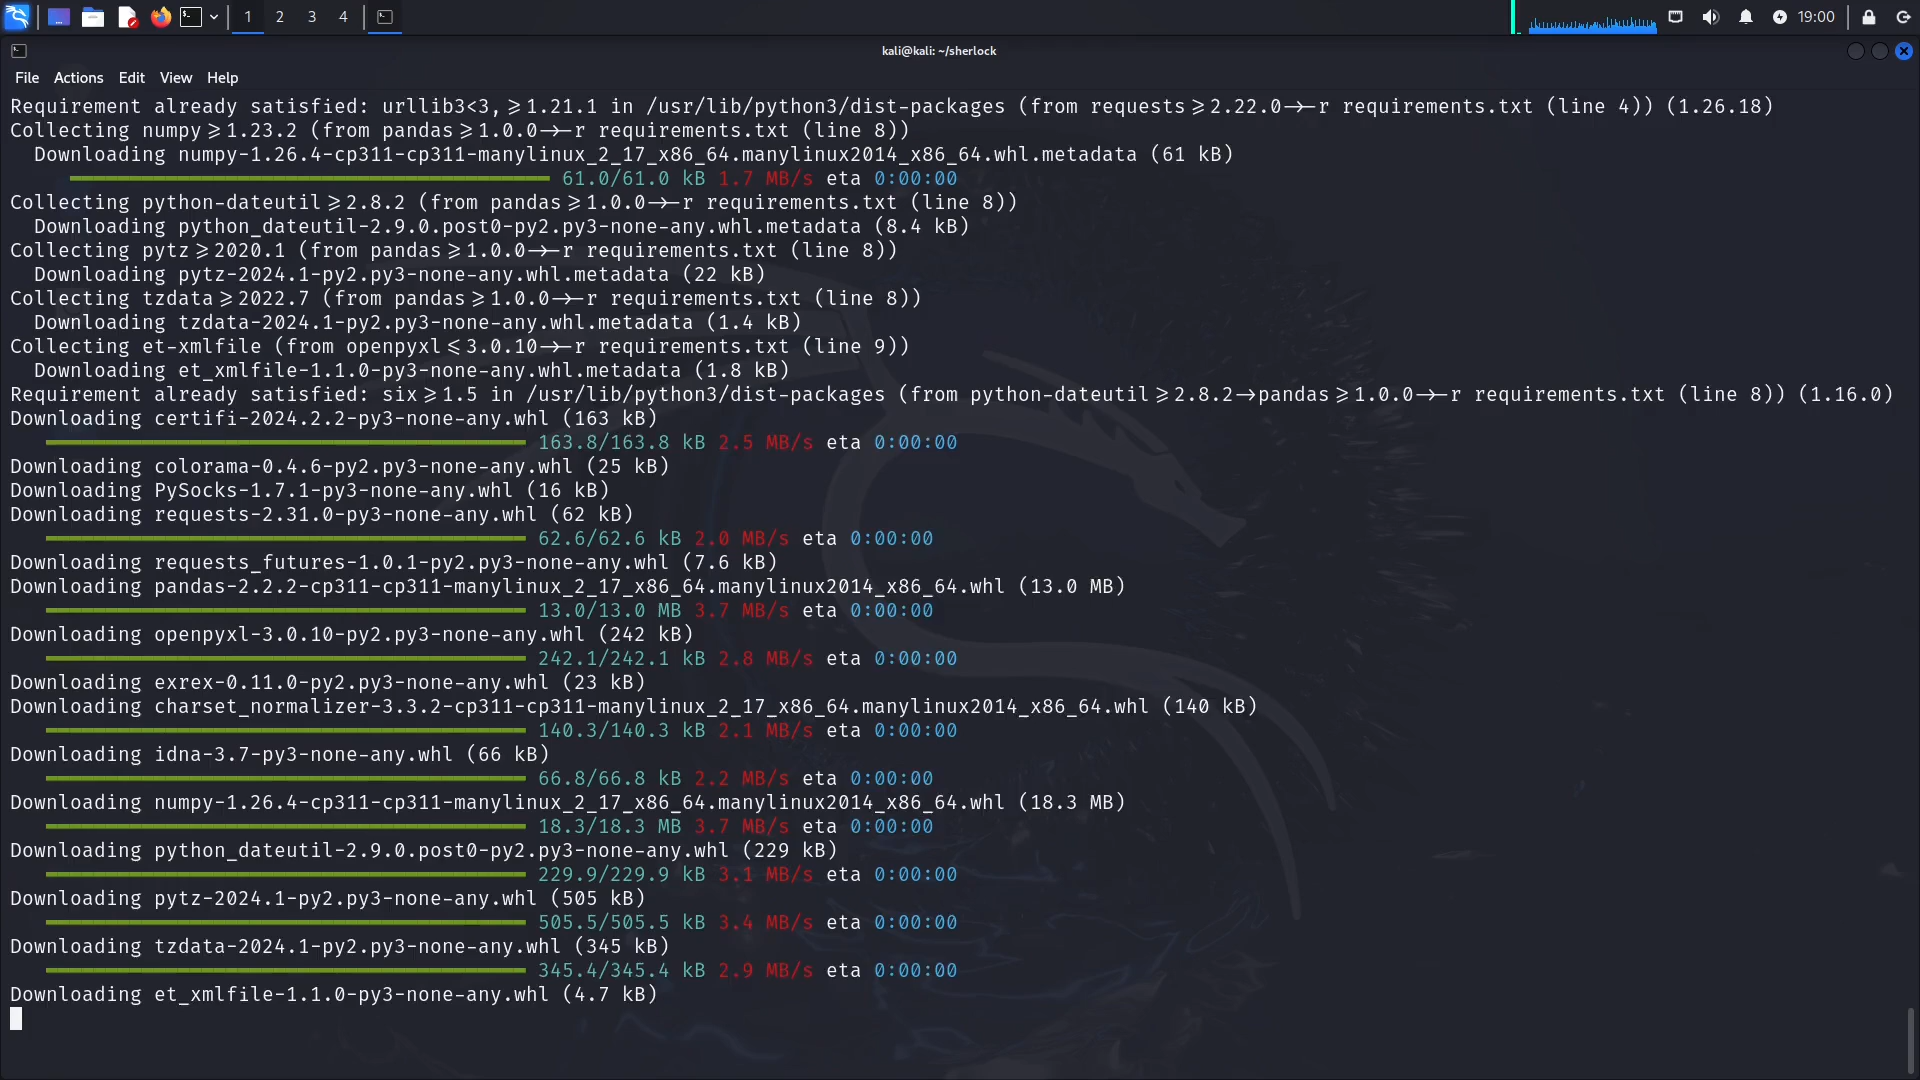 1 2 3 4 19:00
kali@kali: ~/sherlock
File Actions Edit View Help
Requirement already satisfied: urllib3<3,≥1.21.1 in /usr/lib/python3/dist-packages (from requests≥2.22.0→-r requirements.txt (line 4)) (1.26.18)
Collecting numpy≥1.23.2 (from pandas≥1.0.0→-r requirements.txt (line 8))
Downloading numpy-1.26.4-cp311-cp311-manylinux_2_17_x86_64.manylinux2014_x86_64.whl.metadata (61 kB)
61.0/61.0 kB 1.7 MB/s eta 0:00:00
Collecting python-dateutil≥2.8.2 (from pandas≥1.0.0→-r requirements.txt (line 8))
Downloading python_dateutil-2.9.0.post0-py2.py3-none-any.whl.metadata (8.4 kB)
Collecting pytz≥2020.1 (from pandas≥1.0.0→-r requirements.txt (line 8))
Downloading pytz-2024.1-py2.py3-none-any.whl.metadata (22 kB)
Collecting tzdata≥2022.7 (from pandas≥1.0.0→-r requirements.txt (line 8))
Downloading tzdata-2024.1-py2.py3-none-any.whl.metadata (1.4 kB)
Collecting et-xmlfile (from openpyxl≤3.0.10→-r requirements.txt (line 9))
Downloading et_xmlfile-1.1.0-py3-none-any.whl.metadata (1.8 kB)
Requirement already satisfied: six≥1.5 in /usr/lib/python3/dist-packages (from python-dateutil≥2.8.2→pandas≥1.0.0→-r requirements.txt (line 8)) (1.16.0)
Downloading certifi-2024.2.2-py3-none-any.whl (163 kB)
163.8/163.8 kB 2.5 MB/s eta 0:00:00
Downloading colorama-0.4.6-py2.py3-none-any.whl (25 kB)
Downloading PySocks-1.7.1-py3-none-any.whl (16 kB)
Downloading requests-2.31.0-py3-none-any.whl (62 kB)
62.6/62.6 kB 2.0 MB/s eta 0:00:00
Downloading requests_futures-1.0.1-py2.py3-none-any.whl (7.6 kB)
Downloading pandas-2.2.2-cp311-cp311-manylinux_2_17_x86_64.manylinux2014_x86_64.whl (13.0 MB)
13.0/13.0 MB 3.7 MB/s eta 0:00:00
Downloading openpyxl-3.0.10-py2.py3-none-any.whl (242 kB)
242.1/242.1 kB 2.8 MB/s eta 0:00:00
Downloading exrex-0.11.0-py2.py3-none-any.whl (23 kB)
Downloading charset_normalizer-3.3.2-cp311-cp311-manylinux_2_17_x86_64.manylinux2014_x86_64.whl (140 kB)
140.3/140.3 kB 2.1 MB/s eta 0:00:00
Downloading idna-3.7-py3-none-any.whl (66 kB)
66.8/66.8 kB 2.2 MB/s eta 0:00:00
Downloading numpy-1.26.4-cp311-cp311-manylinux_2_17_x86_64.manylinux2014_x86_64.whl (18.3 MB)
18.3/18.3 MB 3.7 MB/s eta 0:00:00
Downloading python_dateutil-2.9.0.post0-py2.py3-none-any.whl (229 kB)
229.9/229.9 kB 3.1 MB/s eta 0:00:00
Downloading pytz-2024.1-py2.py3-none-any.whl (505 kB)
505.5/505.5 kB 3.4 MB/s eta 0:00:00
Downloading tzdata-2024.1-py2.py3-none-any.whl (345 kB)
345.4/345.4 kB 2.9 MB/s eta 0:00:00
Downloading et_xmlfile-1.1.0-py3-none-any.whl (4.7 kB)